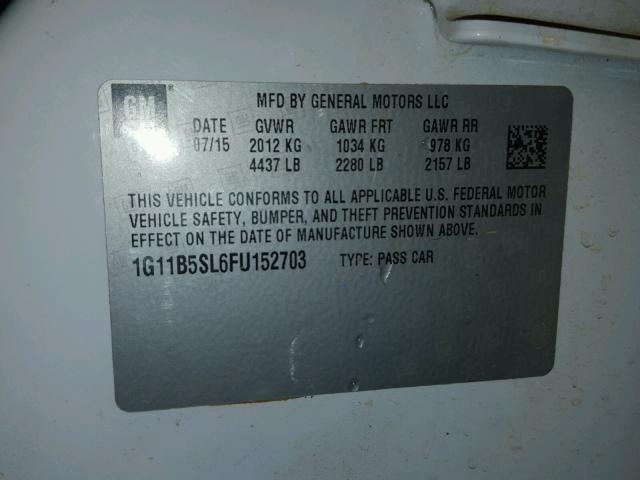 GM
MFD BY GENERAL MOTORS LLC
DATE GVWR GAWR FRT GAWR RR
07/15 2012 KG 1034 KG 978 KG
4437 LB 2280 LB 2157 LB
THIS VEHICLE CONFORMS TO ALL APPLICABLE U.S. FEDERAL MOTOR
VEHICLE SAFETY, BUMPER, AND THEFT PREVENTION STANDARDS IN
EFFECT ON THE DATE OF MANUFACTURE SHOWN ABOVE.
1G11B5SL6FU152703 TYPE: PASS CAR